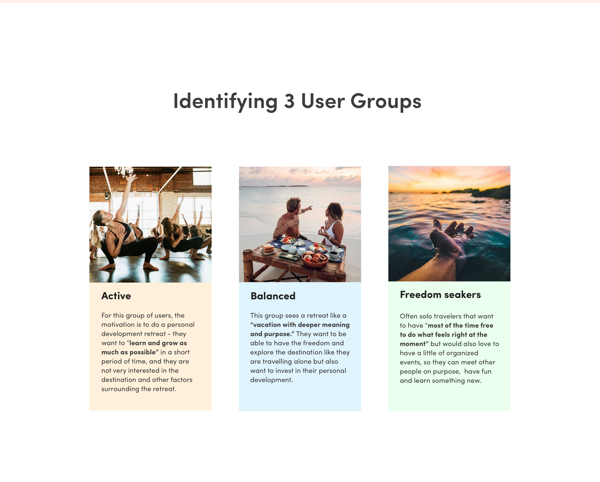 Identifying 3 User Groups
Active
For this group of users, the
motivation is to do a personal
development retreat - they
want to “learn and grow as
much as possible” in a short
period of time, and they are
not very interested in the
destination and other factors
surrounding the retreat.
Balanced
This group sees a retreat like a
“vacation with deeper meaning
and purpose.” They want to be
able to have the freedom and
explore the destination like they
are travelling alone but also
want to invest in their personal
development.
Freedom seakers
Often solo travelers that want
to have “most of the time free
to do what feels right at the
moment” but would also love to
have a little of organized
events, so they can meet other
people on purpose, have fun
and learn something new.